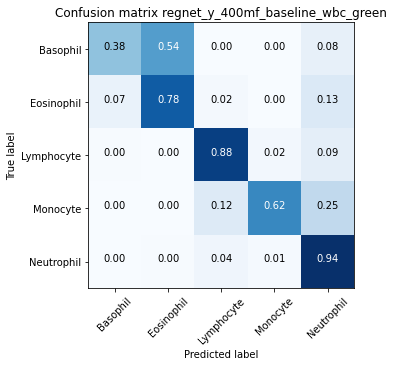 Confusion matrix regnet_y_400mf_baseline_wbc_green
True label
Basophil 0.38 0.54 0.00 0.00 0.08
Eosinophil 0.07 0.78 0.02 0.00 0.13
Lymphocyte 0.00 0.00 0.88 0.02 0.09
Monocyte 0.00 0.00 0.12 0.62 0.25
Neutrophil 0.00 0.00 0.04 0.01 0.94
Basophil Eosinophil Lymphocyte Monocyte Neutrophil
Predicted label